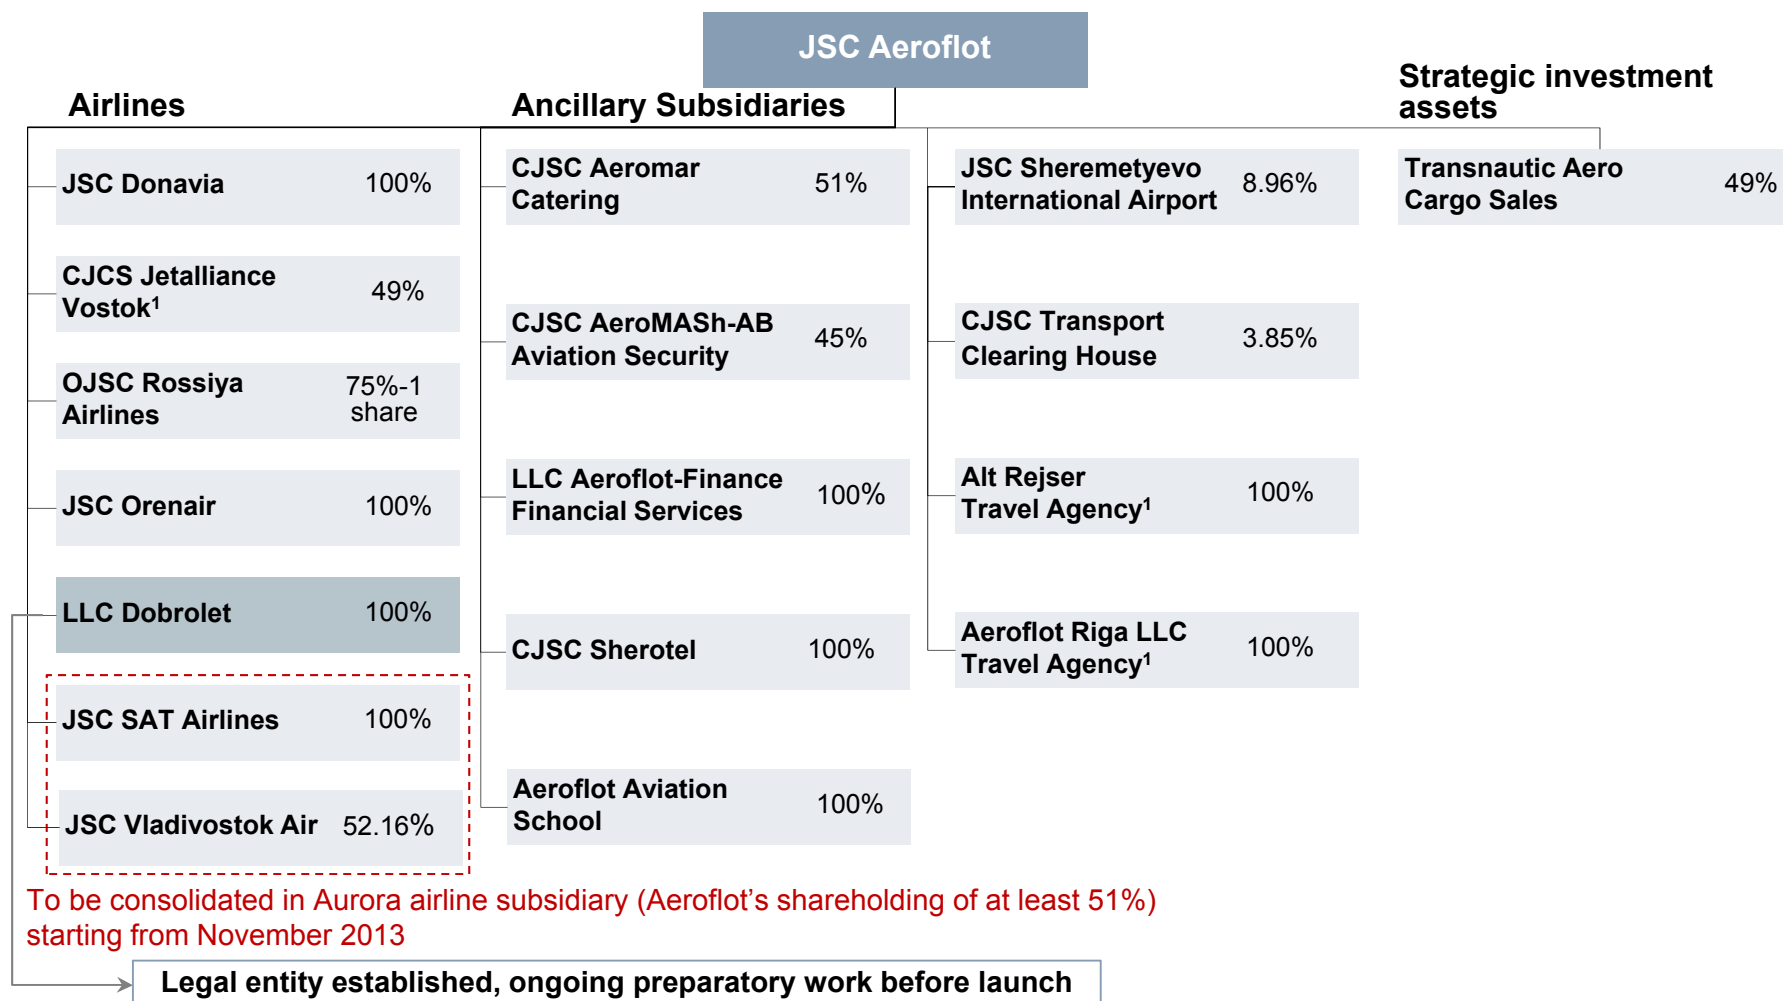 JSC Aeroflot
Airlines
Ancillary Subsidiaries
Strategic investment
assets
JSC Donavia 100%
CJCS Jetalliance
Vostok¹
49%
OJSC Rossiya
Airlines
75%-1
share
JSC Orenair 100%
LLC Dobrolet 100%
JSC SAT Airlines 100%
JSC Vladivostok Air 52.16%
CJSC Aeromar
Catering
51%
CJSC AeroMASh-AB
Aviation Security
45%
LLC Aeroflot-Finance
Financial Services
100%
CJSC Sherotel 100%
Aeroflot Aviation
School
100%
JSC Sheremetyevo
International Airport
8.96%
CJSC Transport
Clearing House
3.85%
Alt Rejser
Travel Agency¹
100%
Aeroflot Riga LLC
Travel Agency¹
100%
Transnautic Aero
Cargo Sales
49%
To be consolidated in Aurora airline subsidiary (Aeroflot’s shareholding of at least 51%)
starting from November 2013
Legal entity established, ongoing preparatory work before launch